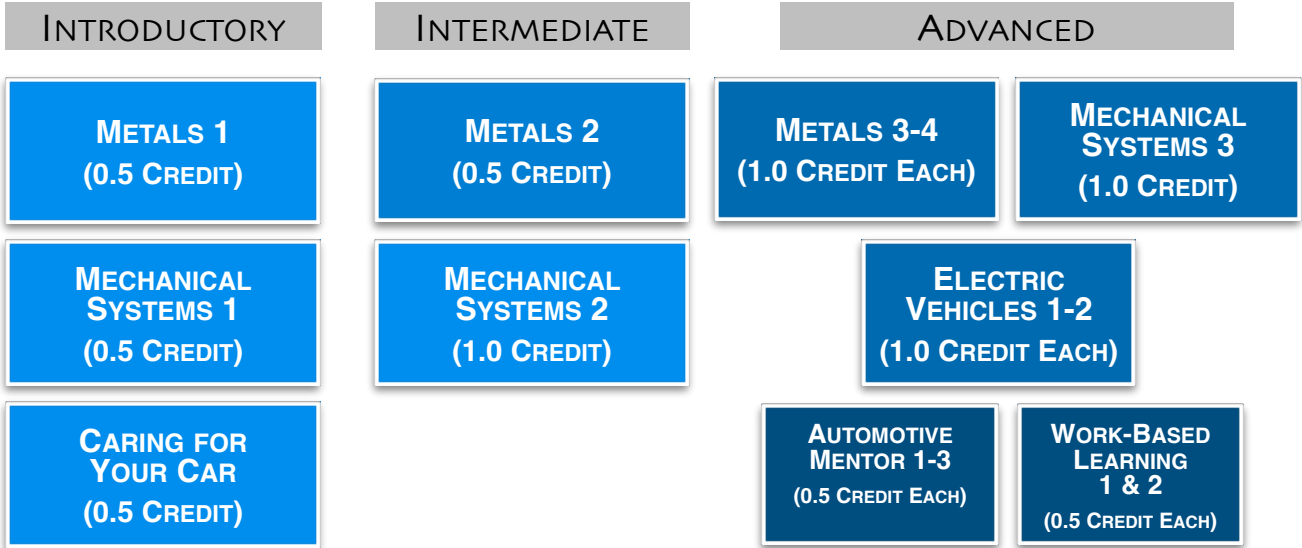 INTRODUCTORY
INTERMEDIATE
ADVANCED
METALS 1
(0.5 CREDIT)
METALS 2
(0.5 CREDIT)
METALS 3-4
(1.0 CREDIT EACH)
MECHANICAL
SYSTEMS 3
(1.0 CREDIT)
MECHANICAL
SYSTEMS 1
(0.5 CREDIT)
MECHANICAL
SYSTEMS 2
(1.0 CREDIT)
ELECTRIC
VEHICLES 1-2
(1.0 CREDIT EACH)
CARING FOR
YOUR CAR
(0.5 CREDIT)
AUTOMOTIVE
MENTOR 1-3
(0.5 CREDIT EACH)
WORK-BASED
LEARNING
1 & 2
(0.5 CREDIT EACH)